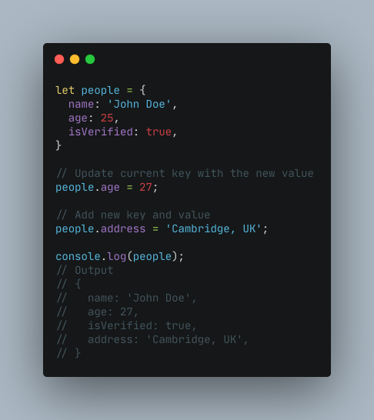 let people = {
  name: 'John Doe',
  age: 25,
  isVerified: true,
}

// Update current key with the new value
people.age = 27;

// Add new key and value
people.address = 'Cambridge, UK';

console.log(people);
// Output
// {
//   name: 'John Doe',
//   age: 27,
//   isVerified: true,
//   address: 'Cambridge, UK',
// }